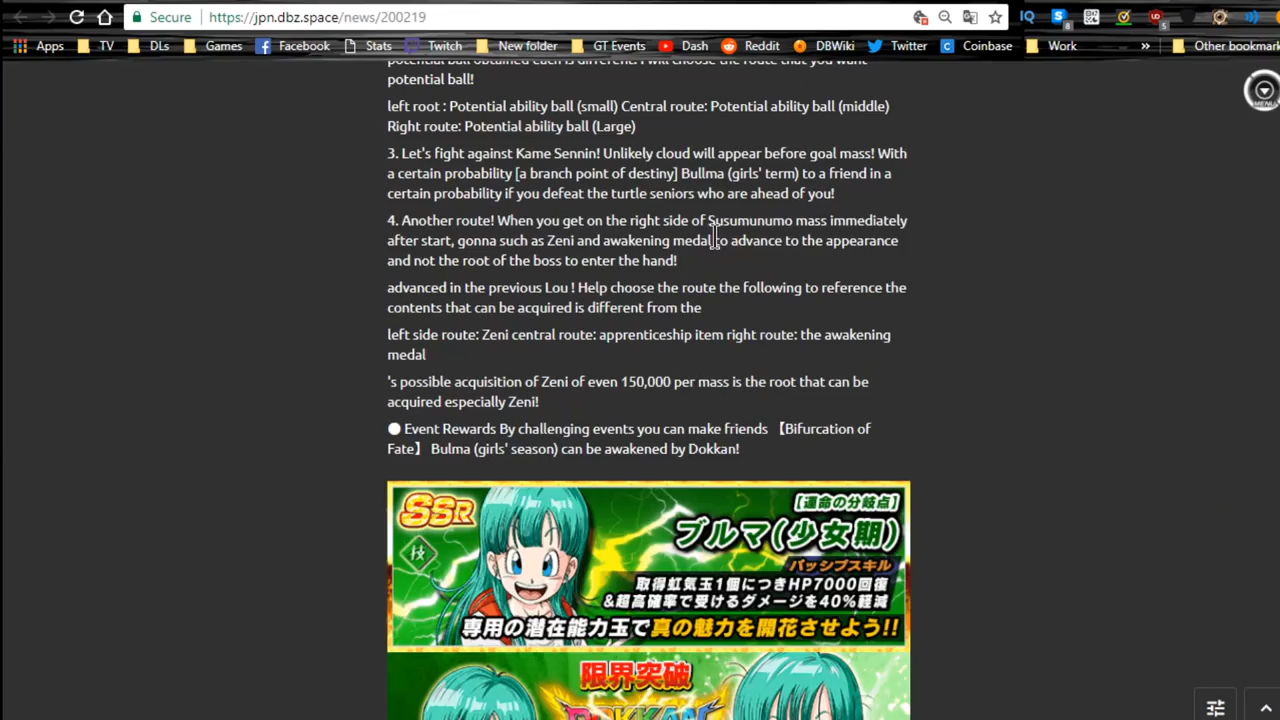 Secure
https://jpn.dbz.space/news/200219
Apps TV DLs Games Facebook Stats Twitch New folder GT Events Dash Reddit DBWiki Twitter Coinbase Work » Other bookmar
potential ball obtained each is different. I will choose the route that you want
potential ball!
MENU
left root : Potential ability ball (small) Central route: Potential ability ball (middle)
Right route: Potential ability ball (Large)
3. Let's fight against Kame Sennin! Unlikely cloud will appear before goal mass! With
a certain probability [a branch point of destiny] Bullma (girls' term) to a friend in a
certain probability if you defeat the turtle seniors who are ahead of you!
4. Another route! When you get on the right side of Susumunumo mass immediately
after start, gonna such as Zeni and awakening medal to advance to the appearance
and not the root of the boss to enter the hand!
advanced in the previous Lou ! Help choose the route the following to reference the
contents that can be acquired is different from the
left side route: Zeni central route: apprenticeship item right route: the awakening
medal
's possible acquisition of Zeni of even 150,000 per mass is the root that can be
acquired especially Zeni!
● Event Rewards By challenging events you can make friends 【Bifurcation of
Fate】 Bulma (girls' season) can be awakened by Dokkan!
SSR
技
[運命の分岐点]
ブルマ(少女期)
パッシブスキル
取得虹気玉1個につきHP7000回復
&超高確率で受けるダメージを40%軽減
専用の潜在能力玉で真の魅力を開花させよう!!
限界突破
DOKKAN